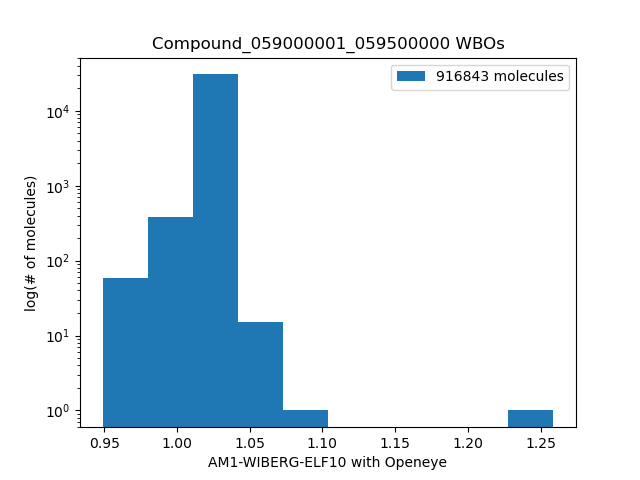 Compound_059000001_059500000 WBOs
916843 molecules
log(# of molecules)
10⁴
10³
10²
10¹
10⁰
0.95 1.00 1.05 1.10 1.15 1.20 1.25
AM1-WIBERG-ELF10 with Openeye